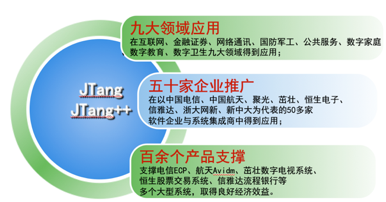 JTang
JTang++
九大领域应用
在互联网、金融证券、网络通讯、国防军工、公共服务、数字家庭
数字教育、数字卫生九大领域得到应用；
五十家企业推广
在以中国电信、中国航天、聚光、茁壮、恒生电子、
信雅达、浙大网新、新中大为代表的50多家
软件企业与系统集成商中得到应用；
百余个产品支撑
支撑电信ECP、航天Avidm、茁壮数字电视系统、
恒生股票交易系统、信雅达流程银行等
多个大型系统，取得良好经济效益。